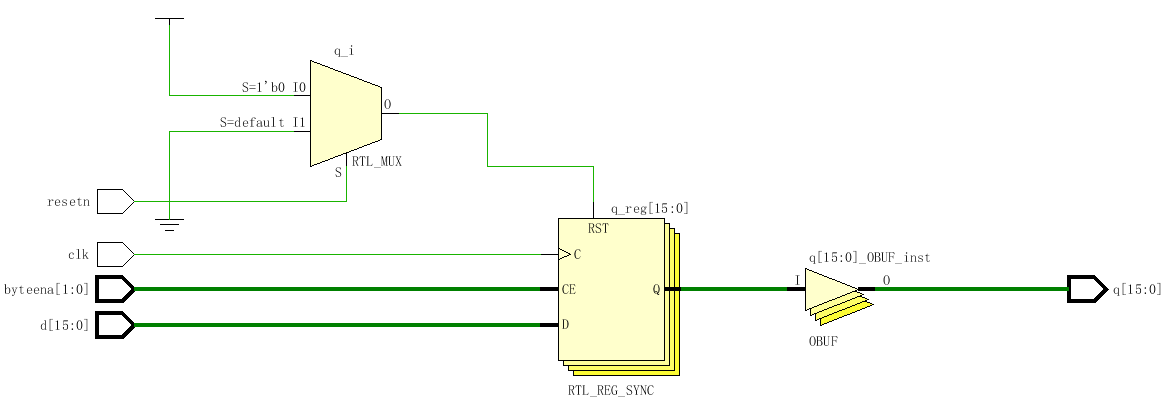 q_i
S=1'b0 I0
O
S=default I1
RTL_MUX
S
resetn
q_reg[15:0]
RST
clk
C
q[15:0]_OBUF_inst
byteena[1:0]
CE
Q
I
O
q[15:0]
d[15:0]
D
OBUF
RTL_REG_SYNC